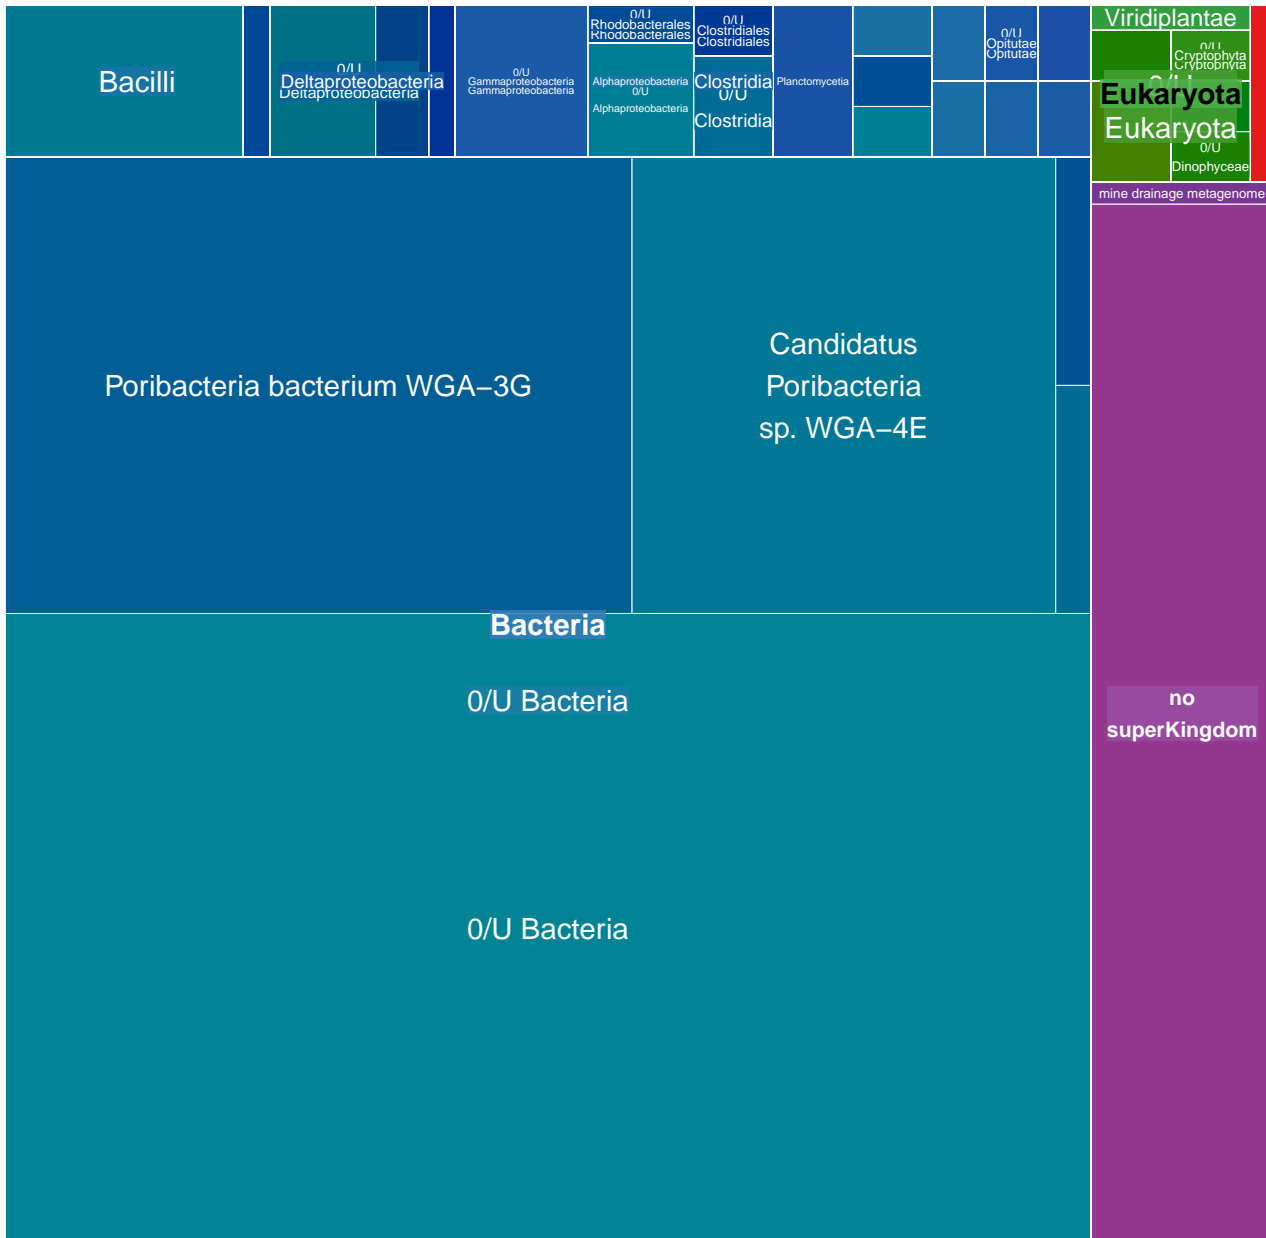 Bacilli
0/U
Deltaproteobacteria
Deltaproteobacteria
0/U
Gammaproteobacteria
Gammaproteobacteria
0/U
Rhodobacterales
Rhodobacterales
Alphaproteobacteria
0/U
Alphaproteobacteria
0/U
Clostridiales
Clostridiales
Clostridia
0/U
Clostridia
Planctomycetia
0/U
Opitutae
Opitutae
Viridiplantae
0/U
Cryptophyta
Cryptophyta
0/U
Eukaryota
Eukaryota
0/U
Dinophyceae
mine drainage metagenome
Poribacteria bacterium WGA−3G
Candidatus
Poribacteria
sp. WGA−4E
Bacteria
0/U Bacteria
0/U Bacteria
no
superKingdom